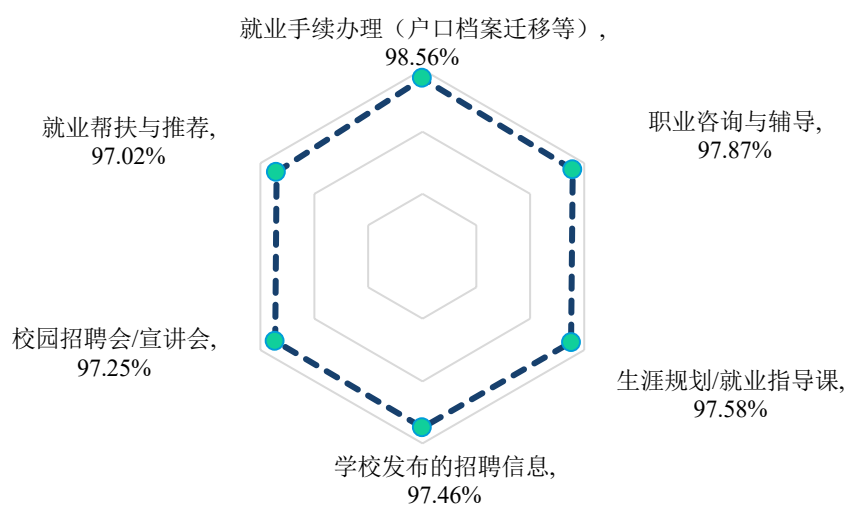 就业手续办理（户口档案迁移等）,
98.56%
职业咨询与辅导,
97.87%
生涯规划/就业指导课,
97.58%
学校发布的招聘信息,
97.46%
校园招聘会/宣讲会,
97.25%
就业帮扶与推荐,
97.02%